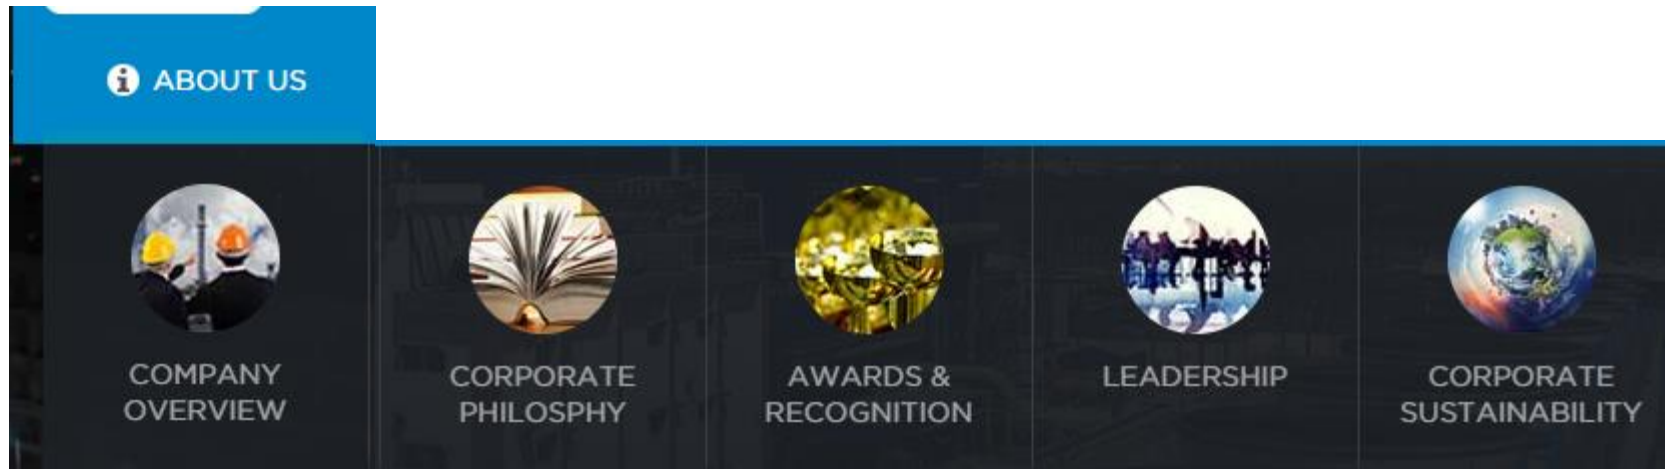 ABOUT US
COMPANY
OVERVIEW
CORPORATE
PHILOSPHY
AWARDS &
RECOGNITION
LEADERSHIP
CORPORATE
SUSTAINABILITY